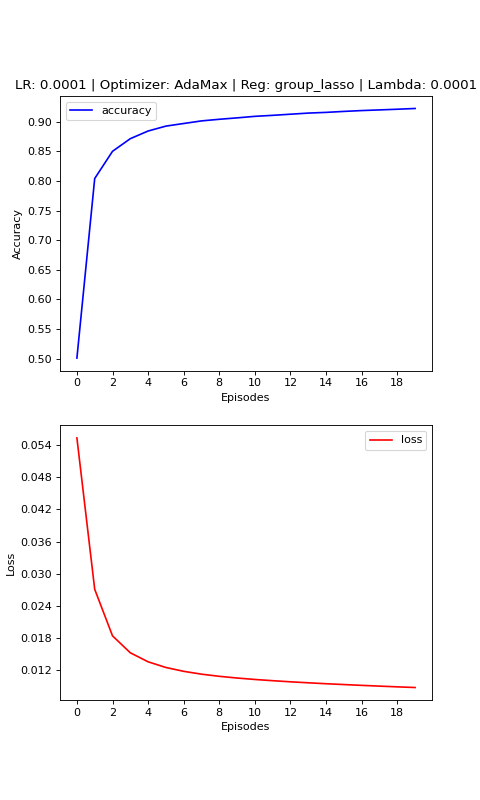 LR: 0.0001 | Optimizer: AdaMax | Reg: group_lasso | Lambda: 0.0001
accuracy
0.90
0.85
0.80
0.75
0.70
0.65
0.60
0.55
0.50
Accuracy
0 2 4 6 8 10 12 14 16 18
Episodes
loss
0.054
0.048
0.042
0.036
0.030
0.024
0.018
0.012
Loss
0 2 4 6 8 10 12 14 16 18
Episodes